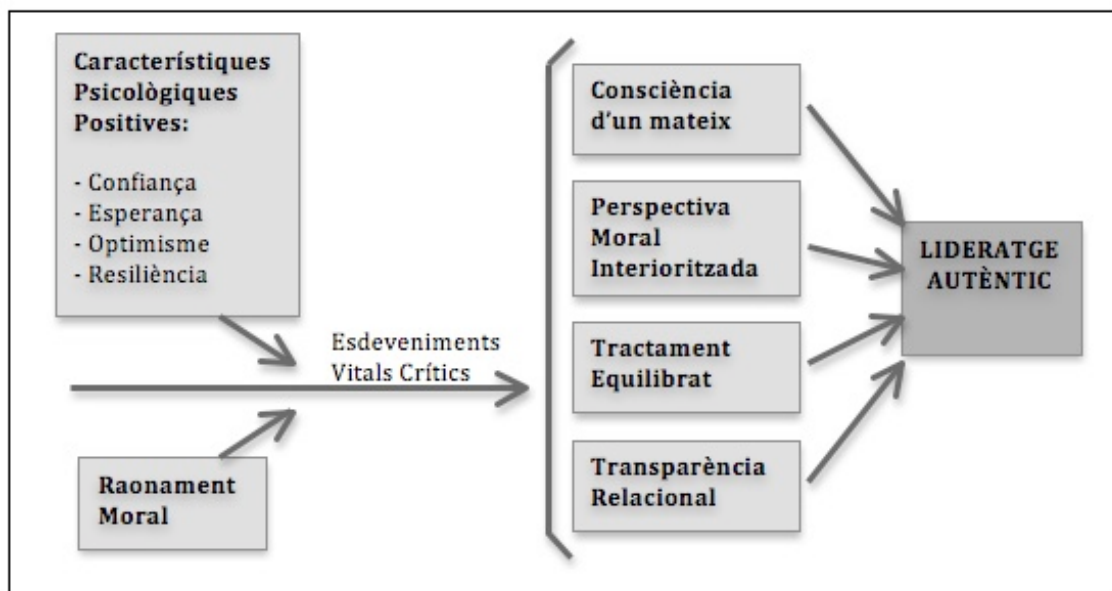 Característiques
Psicològiques
Positives:
- Confiança
- Esperança
- Optimisme
- Resiliència
Esdeveniments
Vitals Crítics
Raonament
Moral
Consciència
d'un mateix
Perspectiva
Moral
Interioritzada
Tractament
Equilibrat
Transparència
Relacional
LIDERATGE
AUTÈNTIC